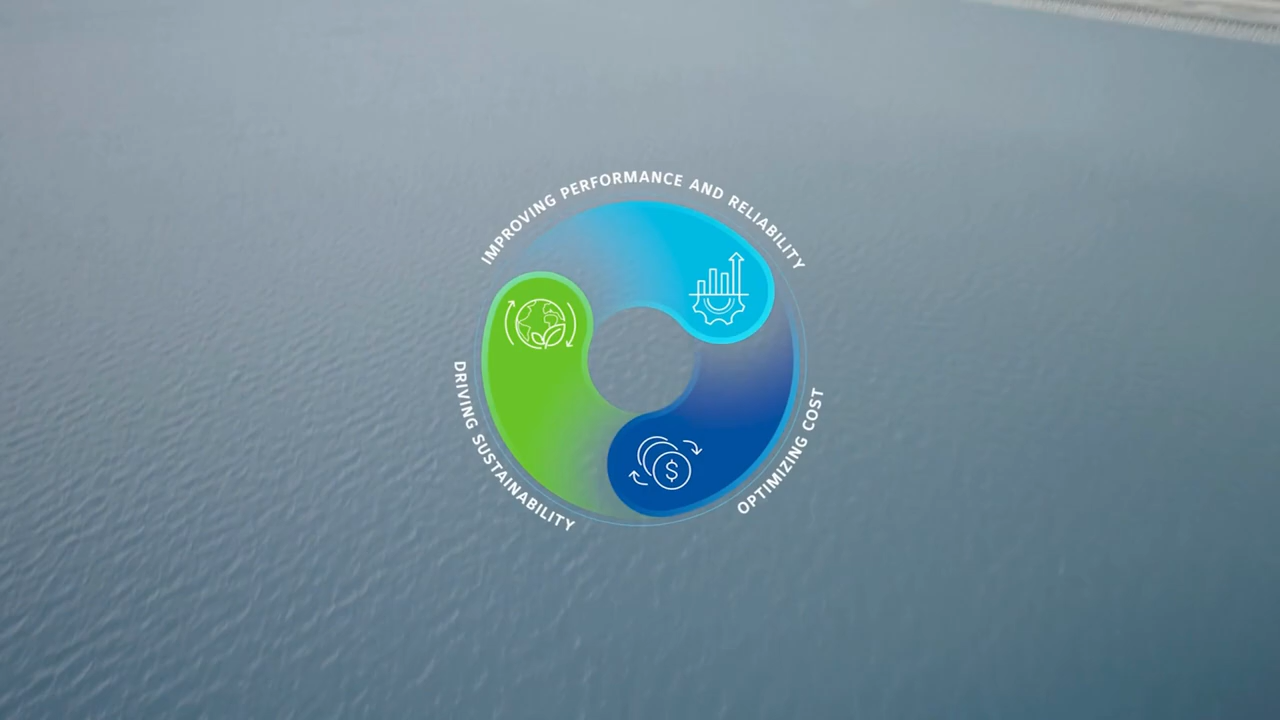 IMPROVING PERFORMANCE AND RELIABILITY
DRIVING SUSTAINABILITY
OPTIMIZING COST
$